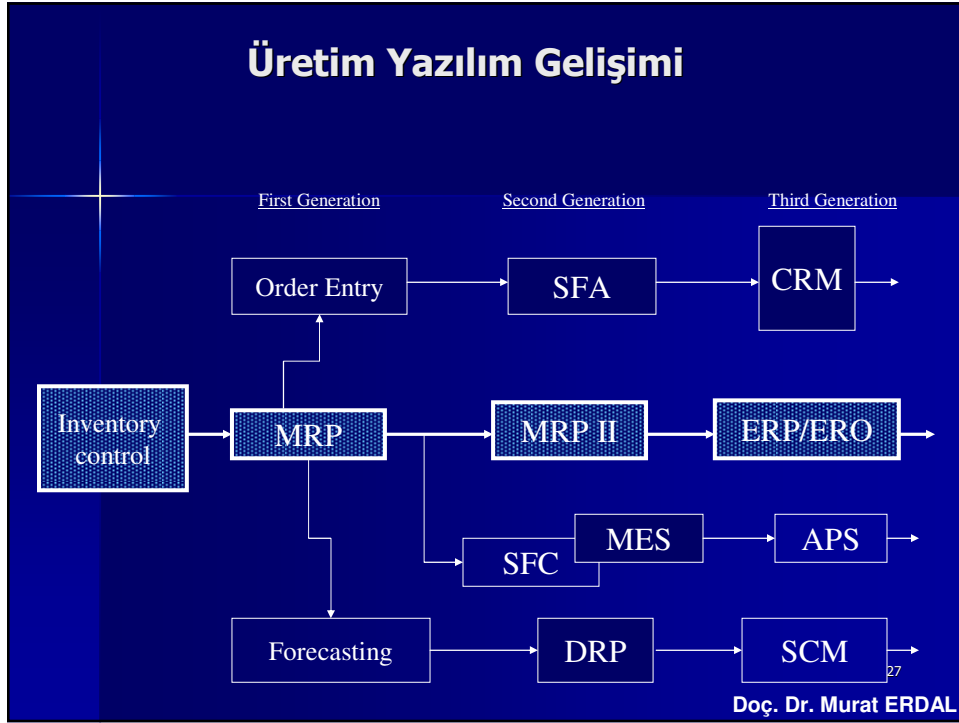 Üretim Yazılım Gelişimi
First Generation
Second Generation
Third Generation
Order Entry
SFA
CRM
Inventory
control
MRP
MRP II
ERP/ERO
SFC
MES
APS
Forecasting
DRP
SCM
27
Doç. Dr. Murat ERDAL